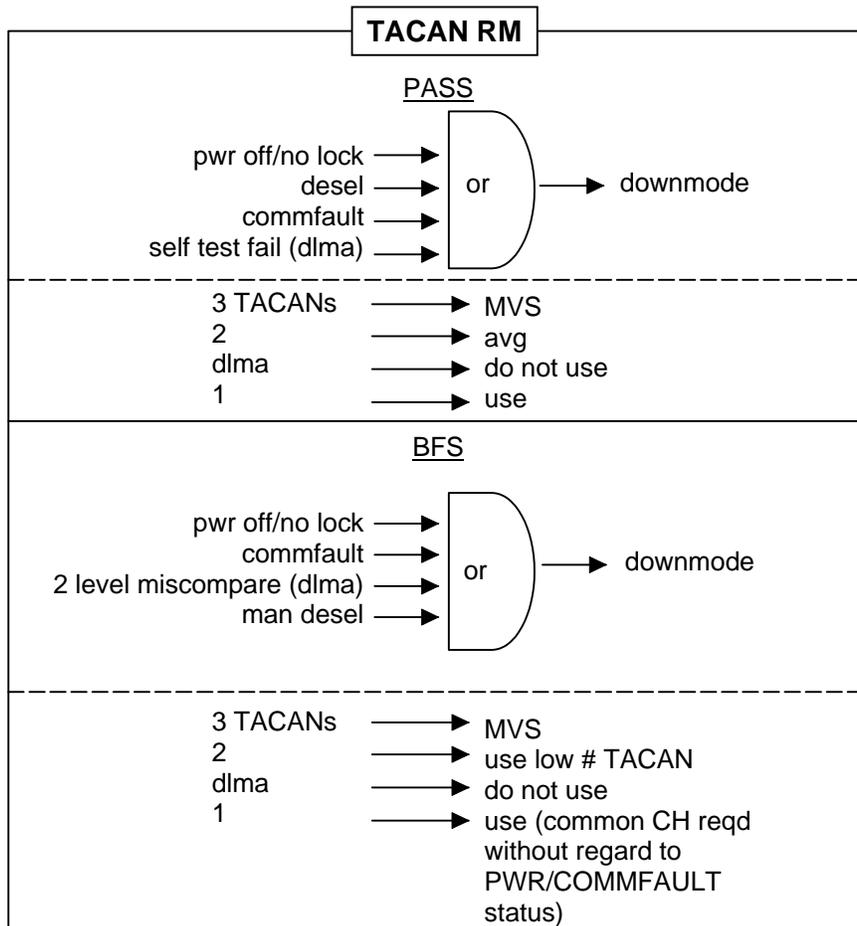 TACAN RM
PASS
pwr off/no lock
desel
commfault
self test fail (dlma)
or
downmode
3 TACANs
MVS
2
avg
dlma
do not use
1
use
BFS
pwr off/no lock
commfault
2 level miscompare (dlma)
man desel
or
downmode
3 TACANs
MVS
2
use low # TACAN
dlma
do not use
1
use (common CH reqd
without regard to
PWR/COMMFAULT
status)